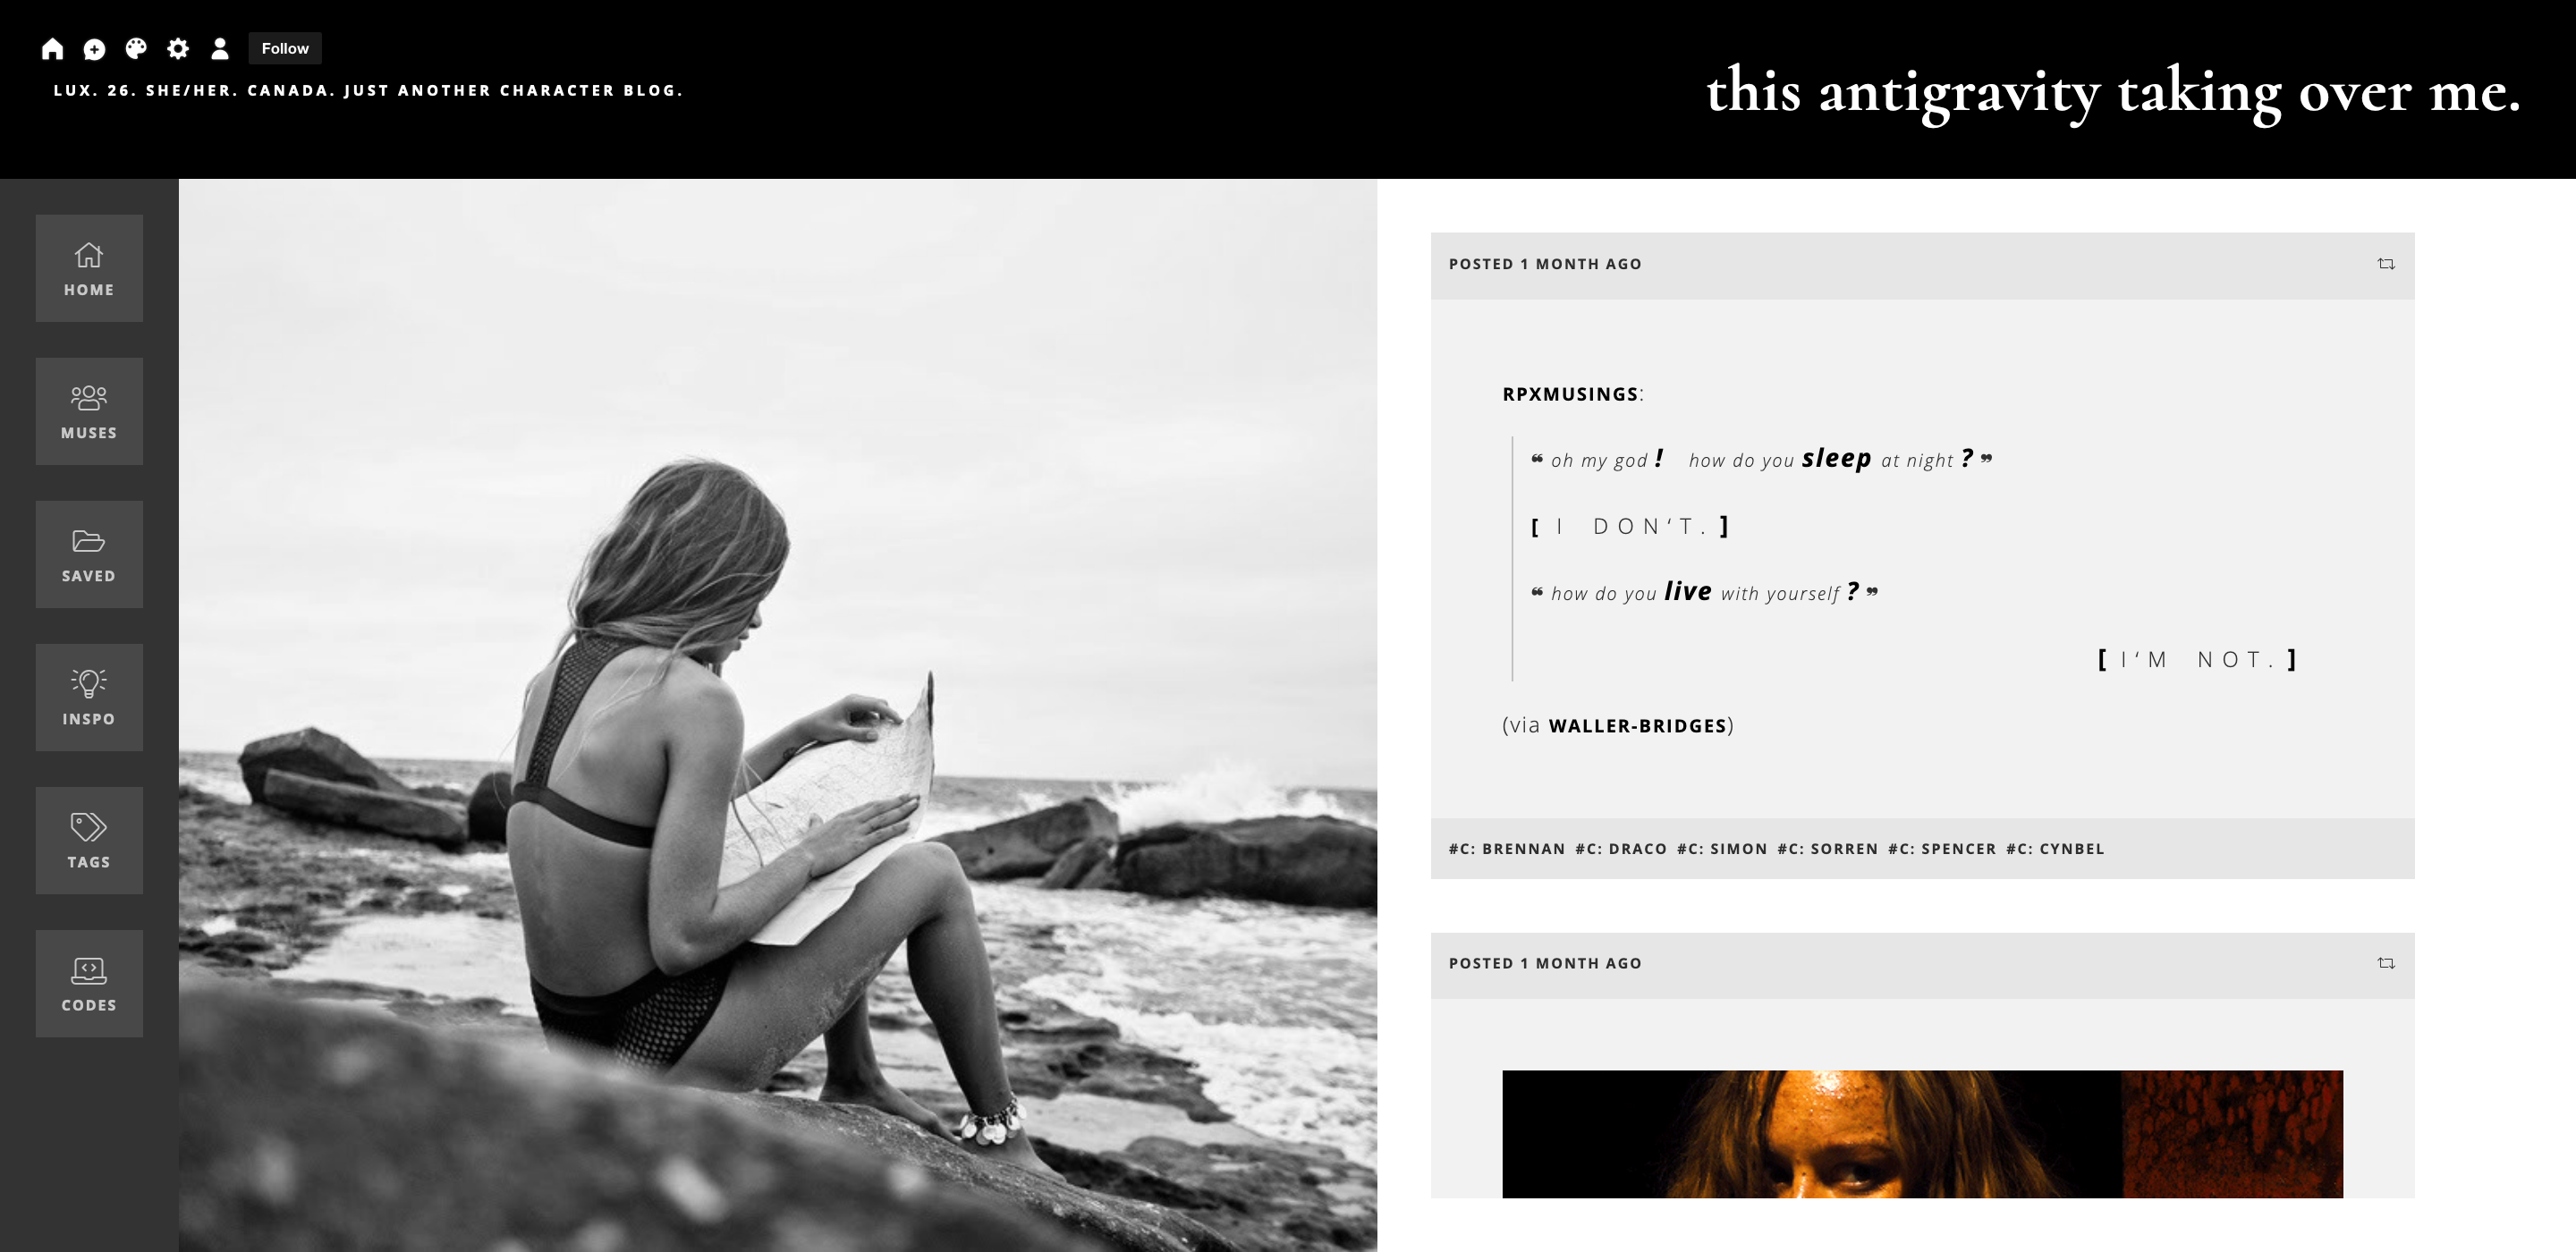 Follow
LUX. 26. SHE/HER. CANADA. JUST ANOTHER CHARACTER BLOG.
this antigravity taking over me.
HOME
MUSES
SAVED
INSPO
TAGS
CODES
POSTED 1 MONTH AGO
RPXMUSINGS:
❝ oh my god ! how do you sleep at night ? ❞
[ I DON‘T. ]
❝ how do you live with yourself ? ❞
[ I‘M NOT. ]
(via WALLER-BRIDGES)
#C: BRENNAN #C: DRACO #C: SIMON #C: SORREN #C: SPENCER #C: CYNBEL
POSTED 1 MONTH AGO